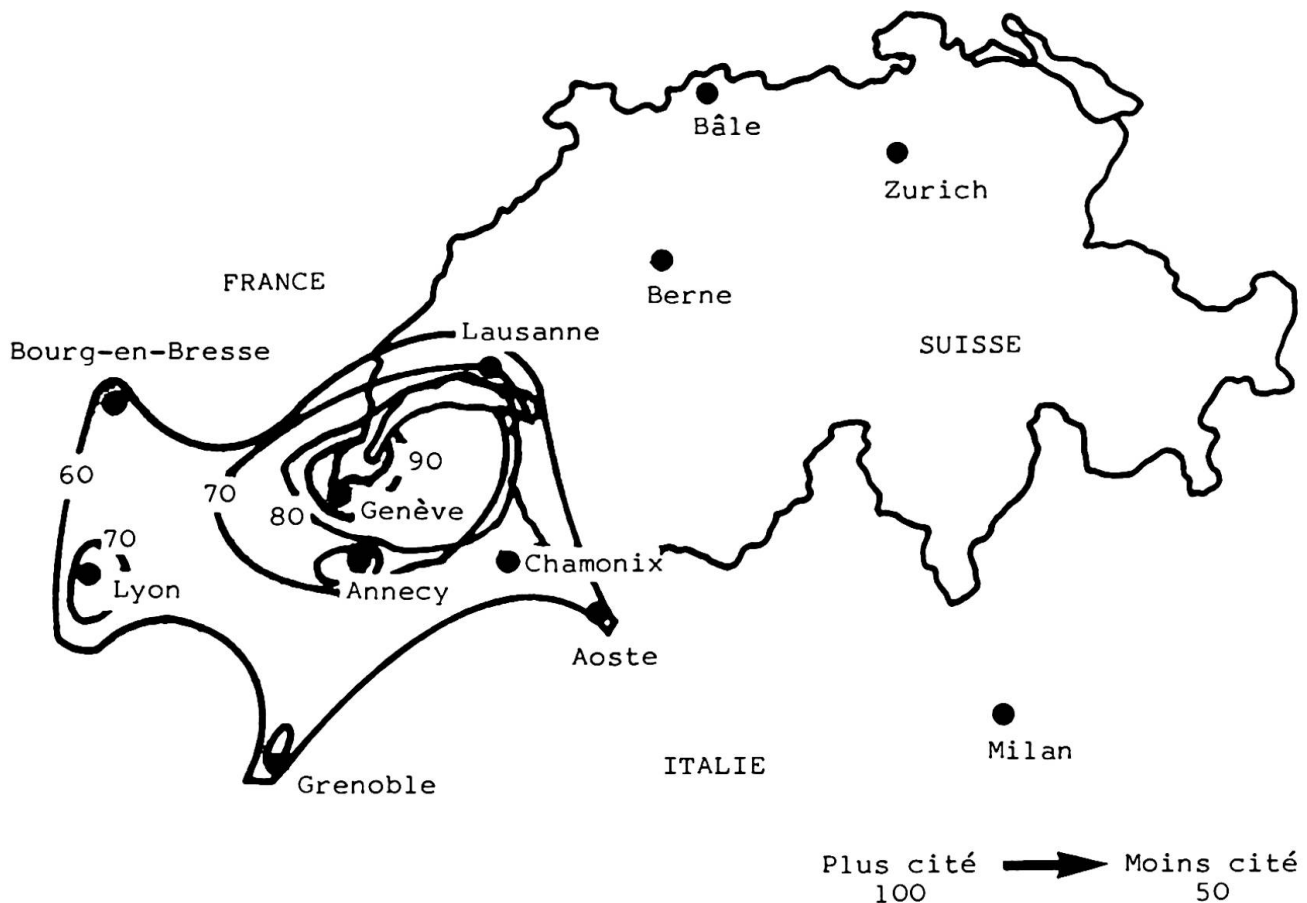 Bâle
Zurich
FRANCE
Berne
Lausanne
Bourg-en-Bresse
SUISSE
60
70
90
80
Genève
70
Lyon
Annecy
Chamonix
Aoste
Milan
ITALIE
Grenoble
Plus cité Moins cité
100 50